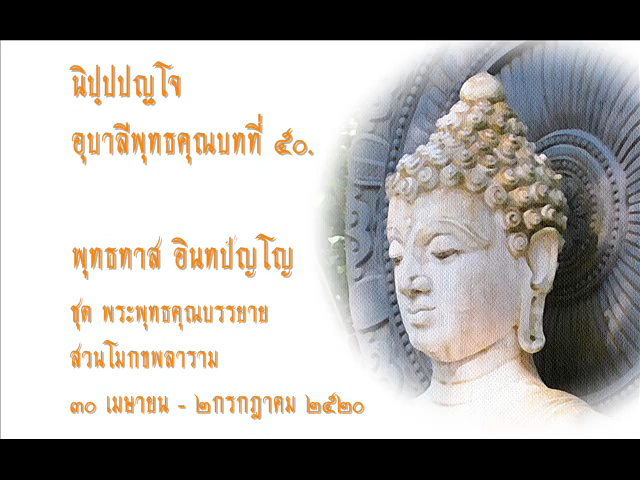 นิปฺปปญฺโจ
อุบาลีพุทธคุณบทที่ ๕๐.
พุทธทาส อินทปัญโญ
ชุด พระพุทธคุณบรรยาย
สวนโมกขพลาราม
๓๐ เมษายน - ๒กรกฎาคม ๒๕๒๐